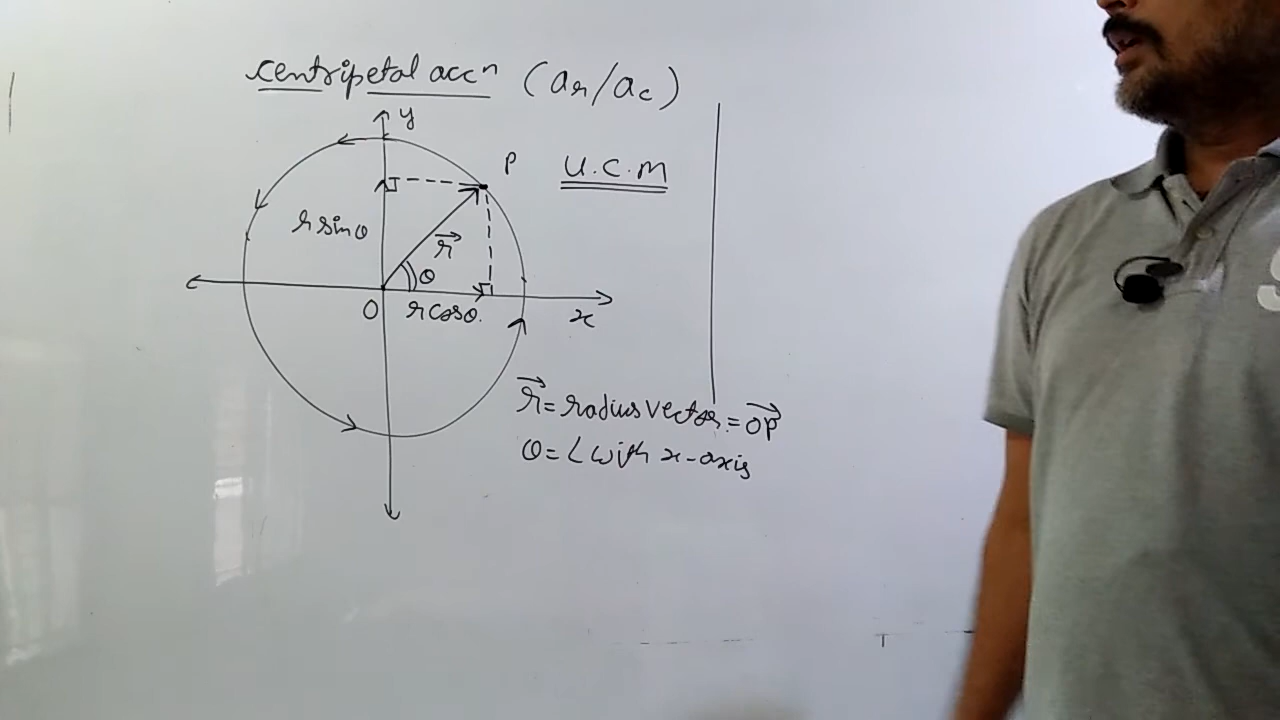 centripetal accⁿ (aᵣ/a꜀)
y
P
U.C.M
r sinθ
r⃗
θ
O
r cosθ.
x
r⃗ = radius vector = OP⃗
θ = ∠ with x-axis